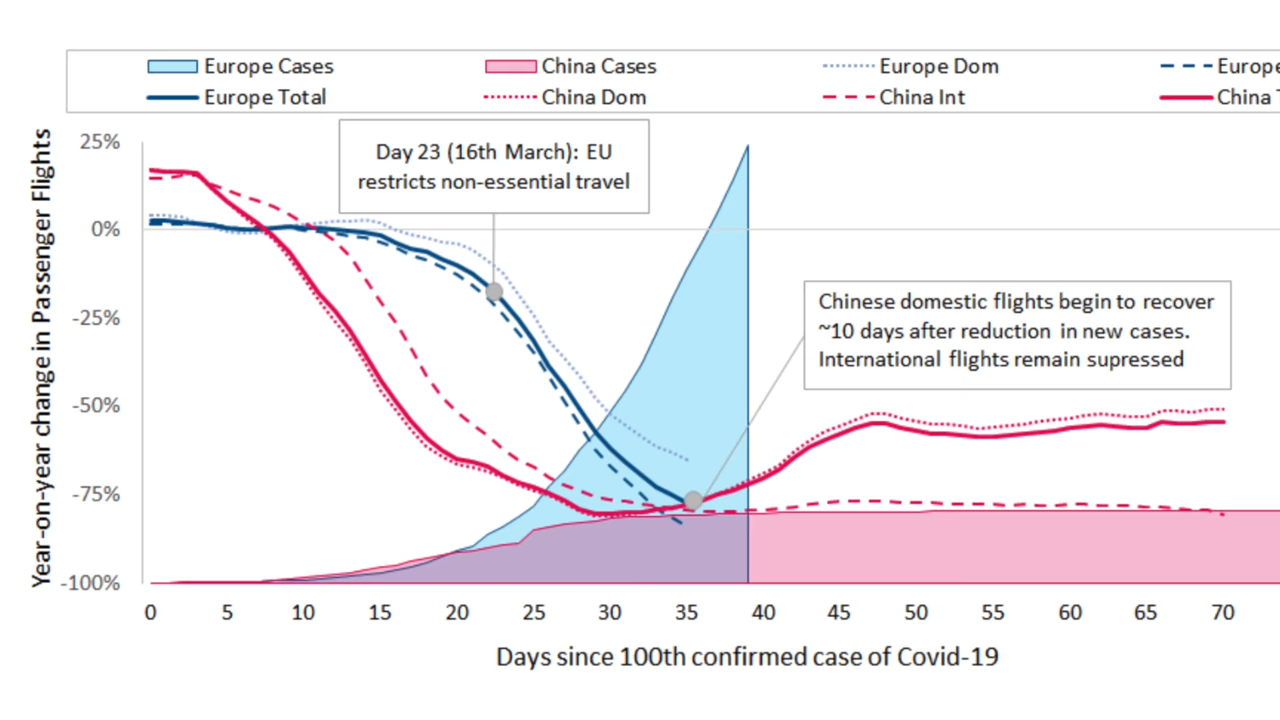 Europe Cases
China Cases
Europe Dom
Europe
Europe Total
China Dom
China Int
China
Year-on-year change in Passenger Flights
25%
0%
-25%
-50%
-75%
-100%
Day 23 (16th March): EU
restricts non-essential travel
Chinese domestic flights begin to recover
~10 days after reduction in new cases.
International flights remain supressed
0 5 10 15 20 25 30 35 40 45 50 55 60 65 70
Days since 100th confirmed case of Covid-19